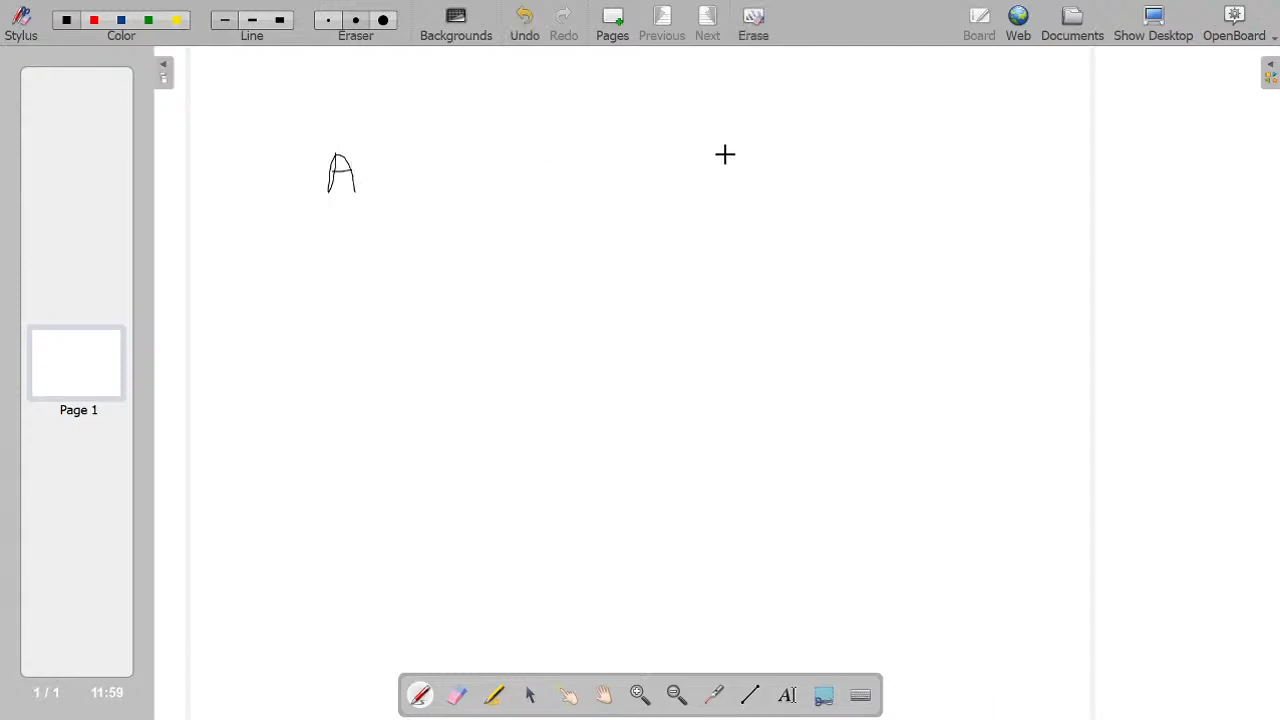 Stylus Color Line Eraser Backgrounds Undo Redo Pages Previous Next Erase Board Web Documents Show Desktop OpenBoard
A
Page 1
1 / 1 11:59